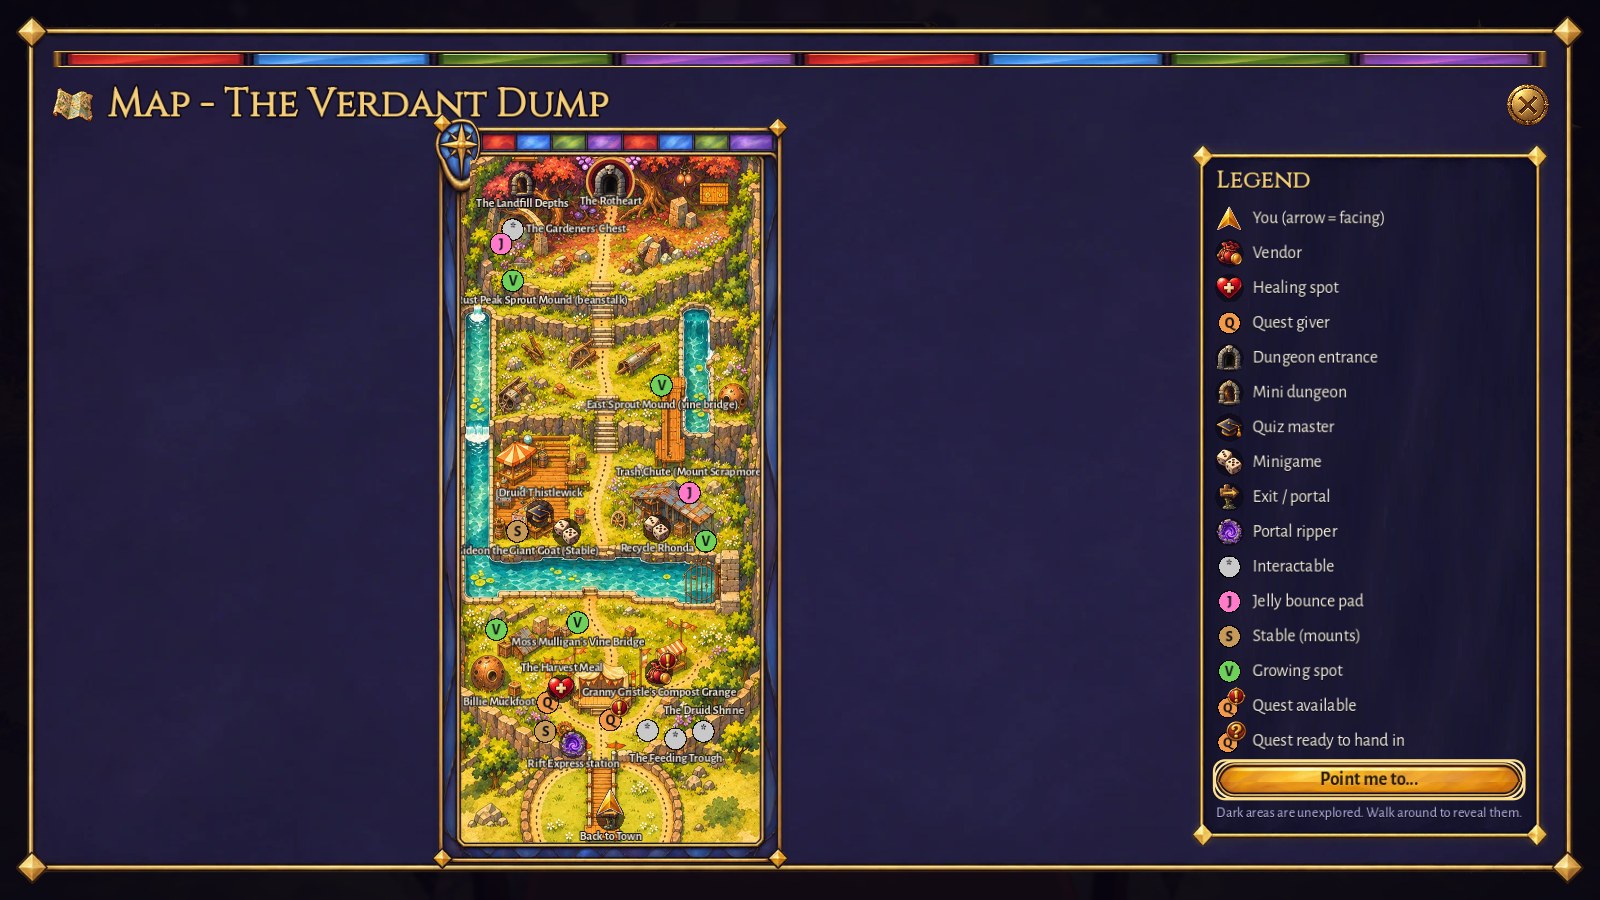 Map - The Verdant Dump
The Landfill Depths
The Rotheart
The Gardeners' Chest
J
V
ust Peak Sprout Mound (beanstalk)
V
East Sprout Mound (vine bridge)
Trash Chute (Mount Scrapmore
Druid Thistlewick
J
S
ideon the Giant Goat (Stable)
Recycle Rhonda
V
V
V
Moss Mulligan's Vine Bridge
The Harvest Meal
Granny Gristle's Compost Grange
Billie Muckfoot
Q
The Druid Shrine
Q
S
Rift Express station
The Feeding Trough
Back to Town
Legend
You (arrow = facing)
Vendor
Healing spot
Q Quest giver
Dungeon entrance
Mini dungeon
Quiz master
Minigame
Exit / portal
Portal ripper
* Interactable
J Jelly bounce pad
S Stable (mounts)
V Growing spot
Q! Quest available
Q? Quest ready to hand in
Point me to...
Dark areas are unexplored. Walk around to reveal them.